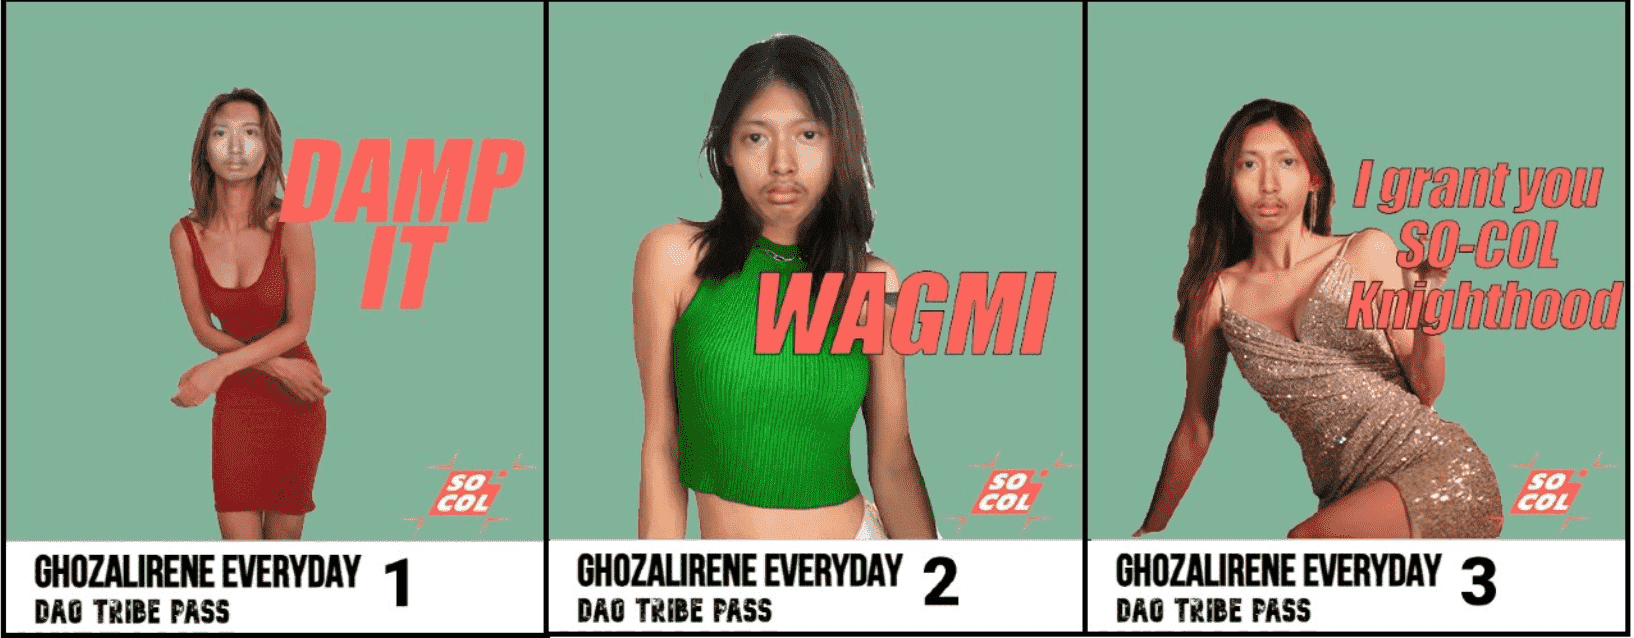 DAMP
IT
SO
COL
GHOZALIRENE EVERYDAY 1
DAO TRIBE PASS
WAGMI
SO
COL
GHOZALIRENE EVERYDAY 2
DAO TRIBE PASS
I grant you
SO-COL
Knighthood
SO
COL
GHOZALIRENE EVERYDAY 3
DAO TRIBE PASS